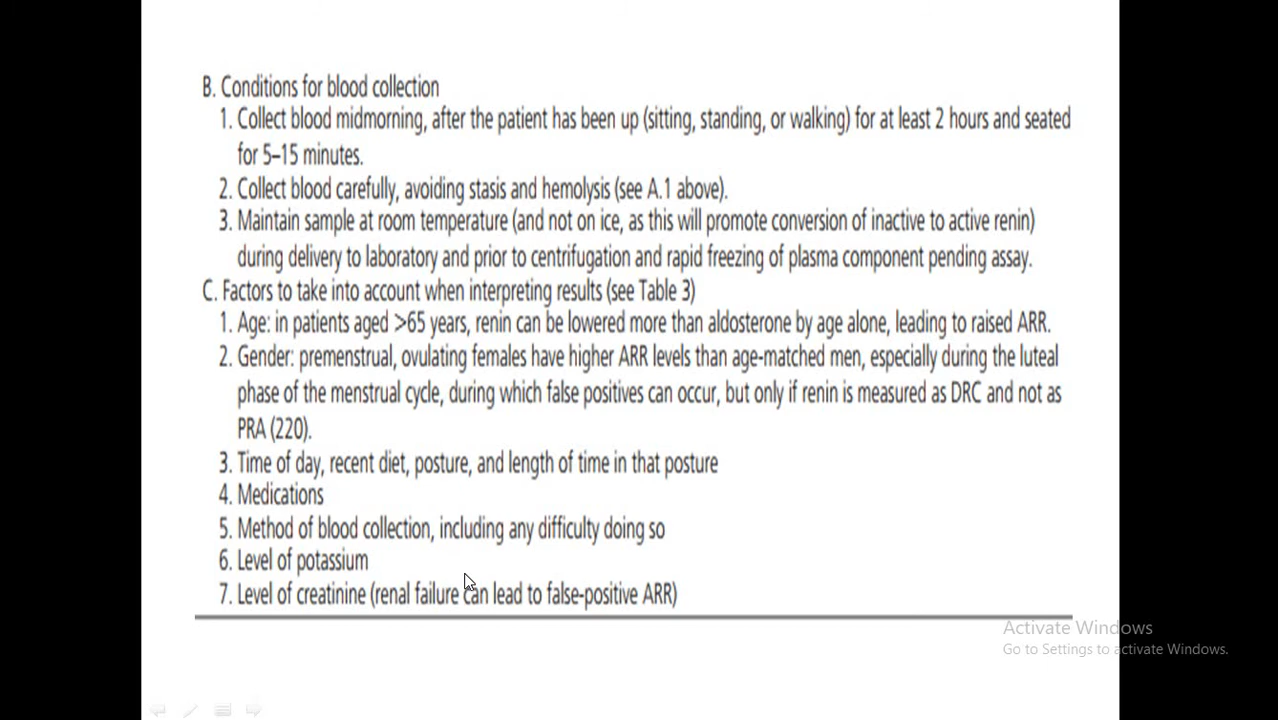 B. Conditions for blood collection
1. Collect blood midmorning, after the patient has been up (sitting, standing, or walking) for at least 2 hours and seated
for 5–15 minutes.
2. Collect blood carefully, avoiding stasis and hemolysis (see A.1 above).
3. Maintain sample at room temperature (and not on ice, as this will promote conversion of inactive to active renin)
during delivery to laboratory and prior to centrifugation and rapid freezing of plasma component pending assay.
C. Factors to take into account when interpreting results (see Table 3)
1. Age: in patients aged >65 years, renin can be lowered more than aldosterone by age alone, leading to raised ARR.
2. Gender: premenstrual, ovulating females have higher ARR levels than age-matched men, especially during the luteal
phase of the menstrual cycle, during which false positives can occur, but only if renin is measured as DRC and not as
PRA (220).
3. Time of day, recent diet, posture, and length of time in that posture
4. Medications
5. Method of blood collection, including any difficulty doing so
6. Level of potassium
7. Level of creatinine (renal failure can lead to false-positive ARR)
Activate Windows
Go to Settings to activate Windows.